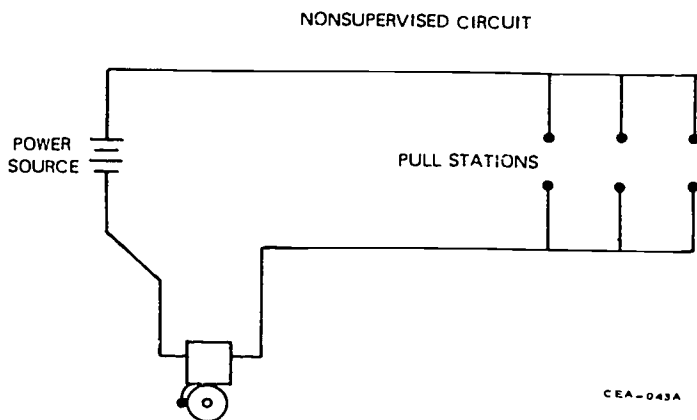 NONSUPERVISED CIRCUIT
POWER
SOURCE
PULL STATIONS
CEA-043A